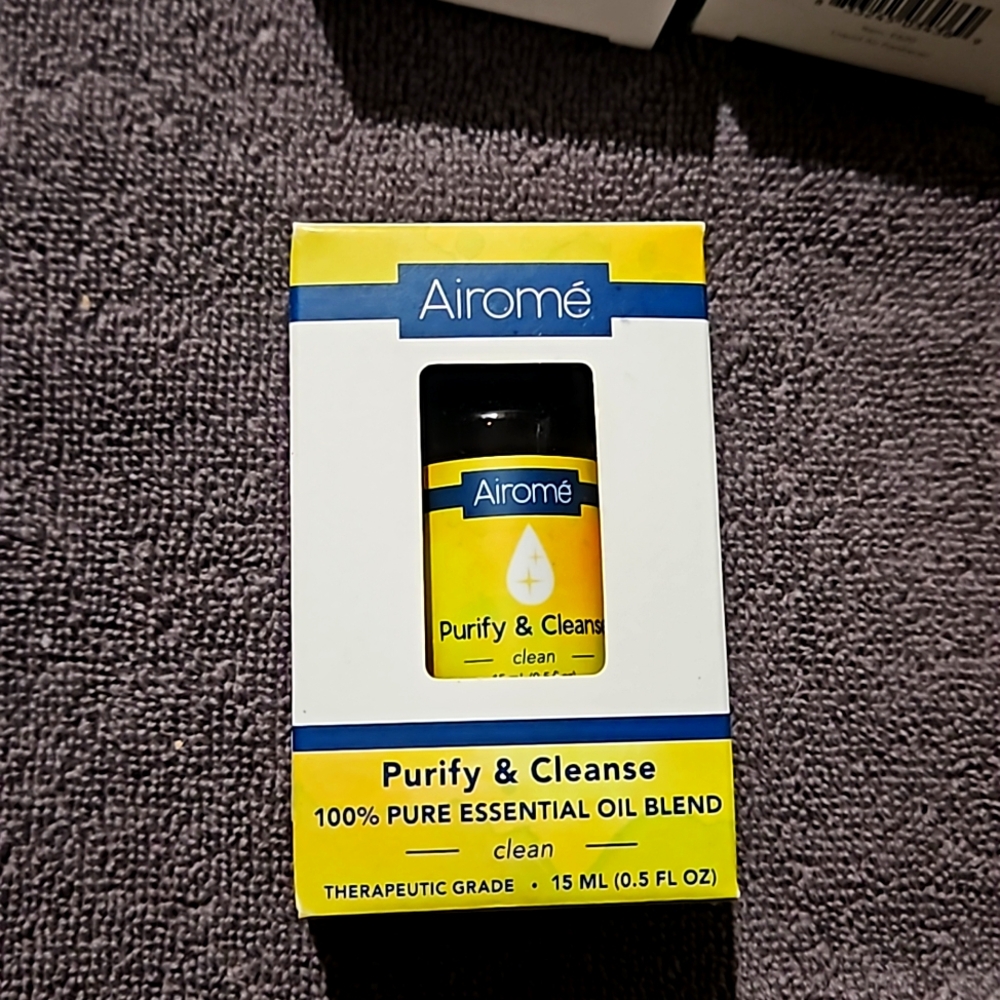 Airomé
Airomé
Purify & Cleans
clean
Purify & Cleanse
100% PURE ESSENTIAL OIL BLEND
clean
THERAPEUTIC GRADE • 15 ML (0.5 FL OZ)